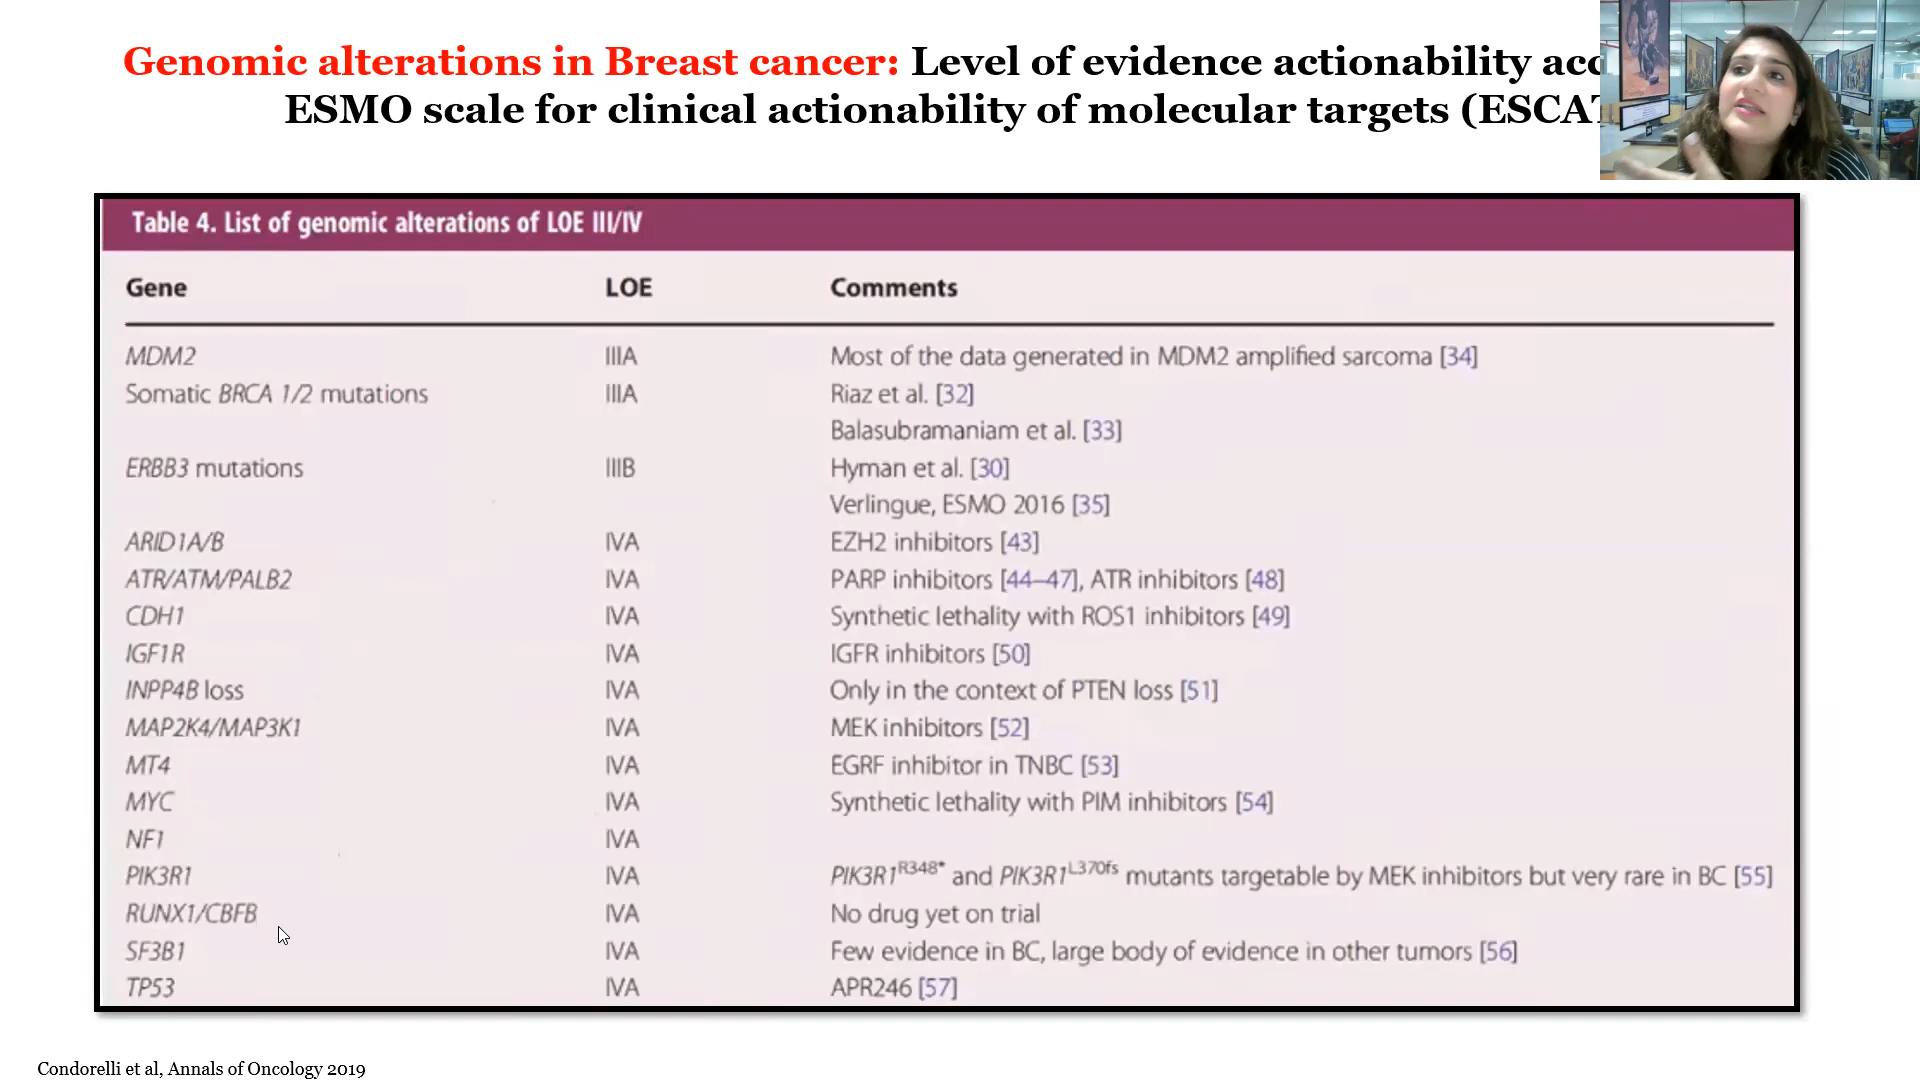 Genomic alterations in Breast cancer: Level of evidence actionability acc
ESMO scale for clinical actionability of molecular targets (ESCAT
Table 4. List of genomic alterations of LOE III/IV
Gene LOE Comments
MDM2 IIIA Most of the data generated in MDM2 amplified sarcoma [34]
Somatic BRCA 1/2 mutations IIIA Riaz et al. [32]
Balasubramaniam et al. [33]
ERBB3 mutations IIIB Hyman et al. [30]
Verlingue, ESMO 2016 [35]
ARID1A/B IVA EZH2 inhibitors [43]
ATR/ATM/PALB2 IVA PARP inhibitors [44–47], ATR inhibitors [48]
CDH1 IVA Synthetic lethality with ROS1 inhibitors [49]
IGF1R IVA IGFR inhibitors [50]
INPP4B loss IVA Only in the context of PTEN loss [51]
MAP2K4/MAP3K1 IVA MEK inhibitors [52]
MT4 IVA EGRF inhibitor in TNBC [53]
MYC IVA Synthetic lethality with PIM inhibitors [54]
NF1 IVA
PIK3R1 IVA PIK3R1R348* and PIK3R1L370fs mutants targetable by MEK inhibitors but very rare in BC [55]
RUNX1/CBFB IVA No drug yet on trial
SF3B1 IVA Few evidence in BC, large body of evidence in other tumors [56]
TP53 IVA APR246 [57]
Condorelli et al, Annals of Oncology 2019